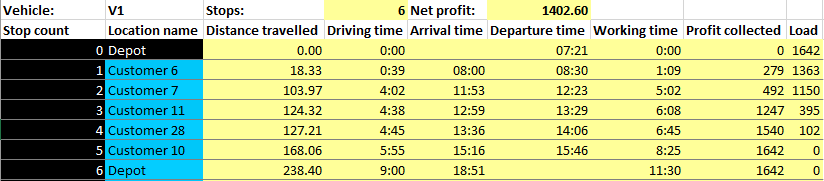 Vehicle: V1 Stops: 6 Net profit: 1402.60
Stop count Location name Distance travelled Driving time Arrival time Departure time Working time Profit collected Load
0 Depot 0.00 0:00 07:21 0:00 0 1642
1 Customer 6 18.33 0:39 08:00 08:30 1:09 279 1363
2 Customer 7 103.97 4:02 11:53 12:23 5:02 492 1150
3 Customer 11 124.32 4:38 12:59 13:29 6:08 1247 395
4 Customer 28 127.21 4:45 13:36 14:06 6:45 1540 102
5 Customer 10 168.06 5:55 15:16 15:46 8:25 1642 0
6 Depot 238.40 9:00 18:51 11:30 1642 0